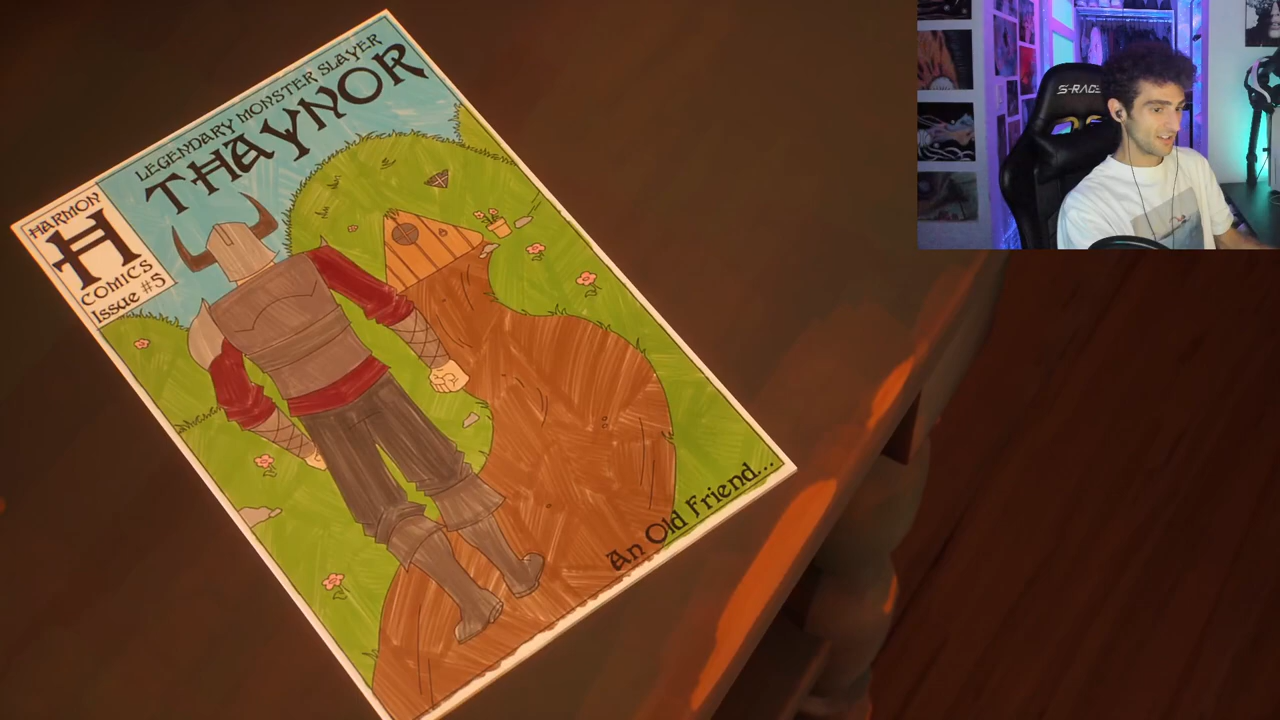 LEGENDARY MONSTER SLAYER
THAYNOR
HARMON
H
COMICS
Issue #5
An Old Friend...
S-RACE